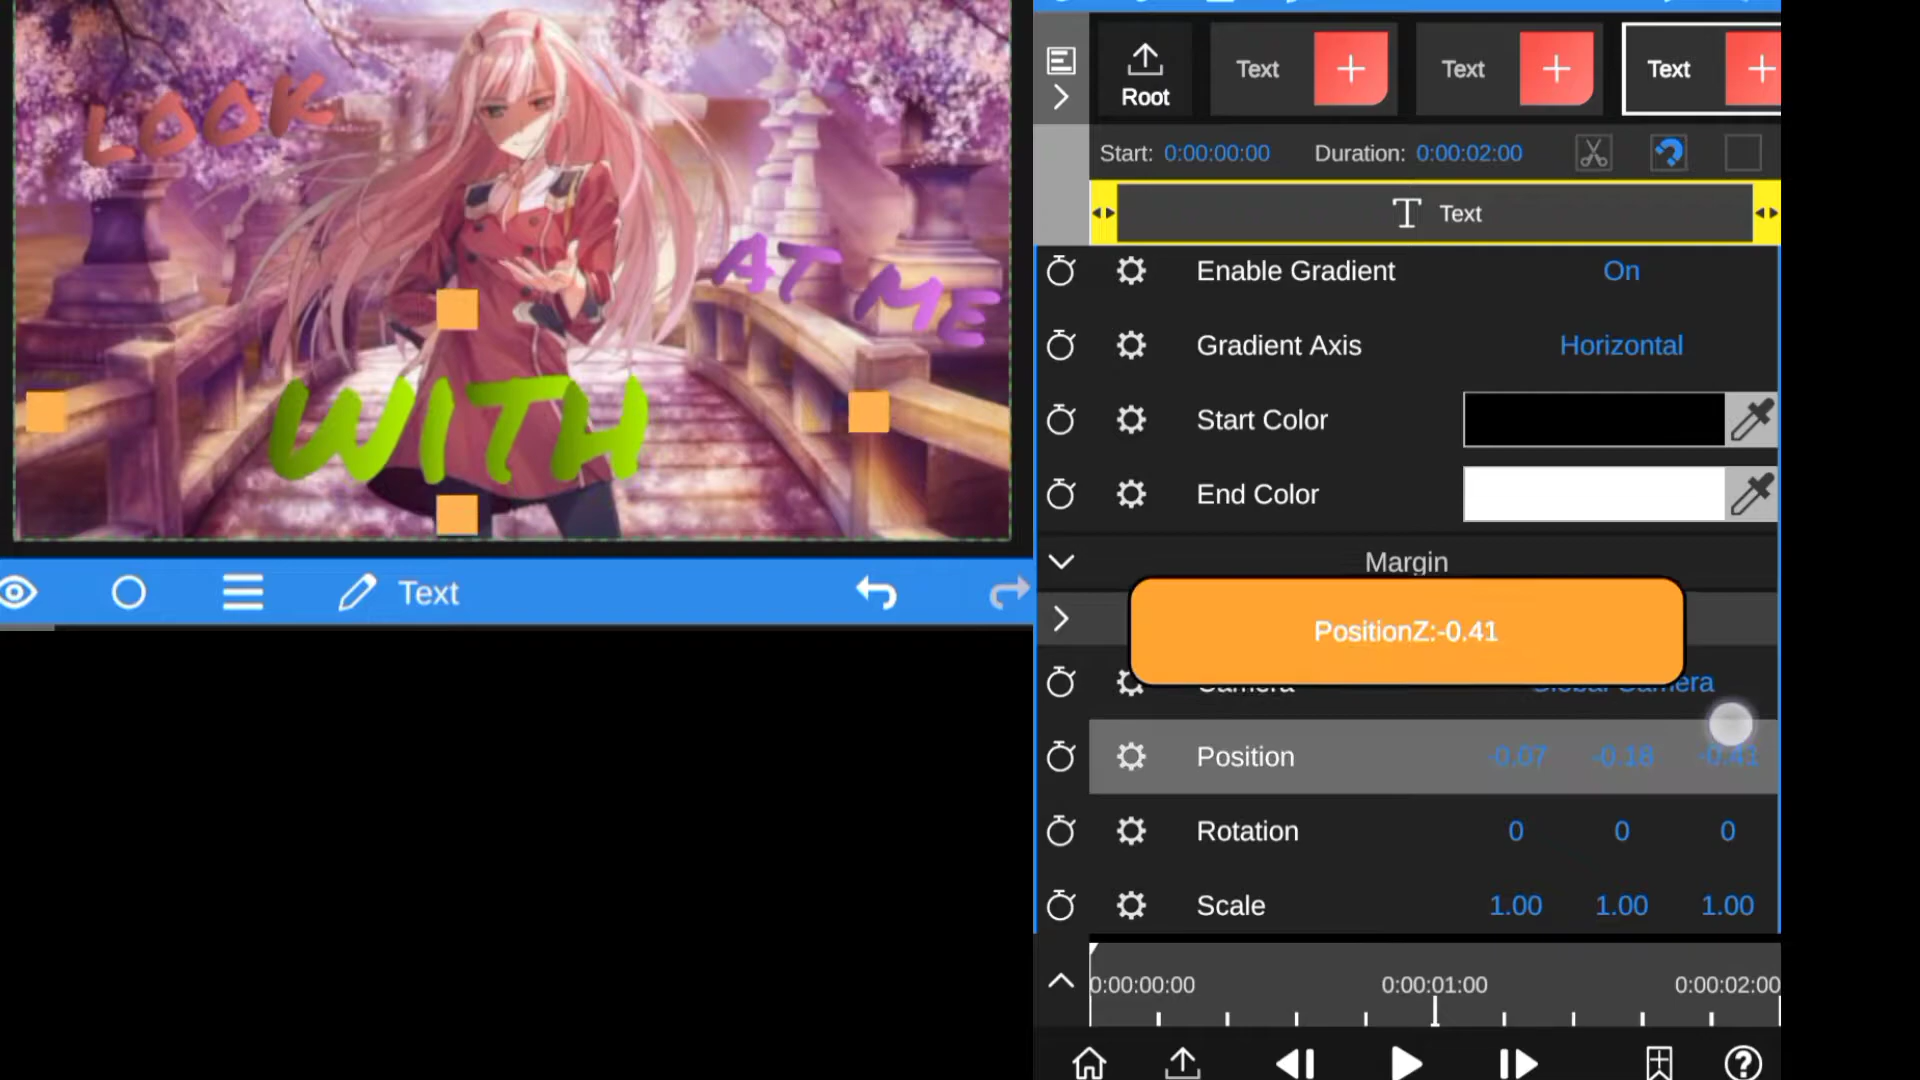 LOOK
AT ME
WITH
Text
Root
Text
Text
Text
Start: 0:00:00:00 Duration: 0:00:02:00
Text
Enable Gradient On
Gradient Axis Horizontal
Start Color
End Color
Margin
PositionZ:-0.41
Camera Global Camera
Position -0.07 -0.18
Rotation 0 0 0
Scale 1.00 1.00 1.00
0:00:00:00 0:00:01:00 0:00:02:00